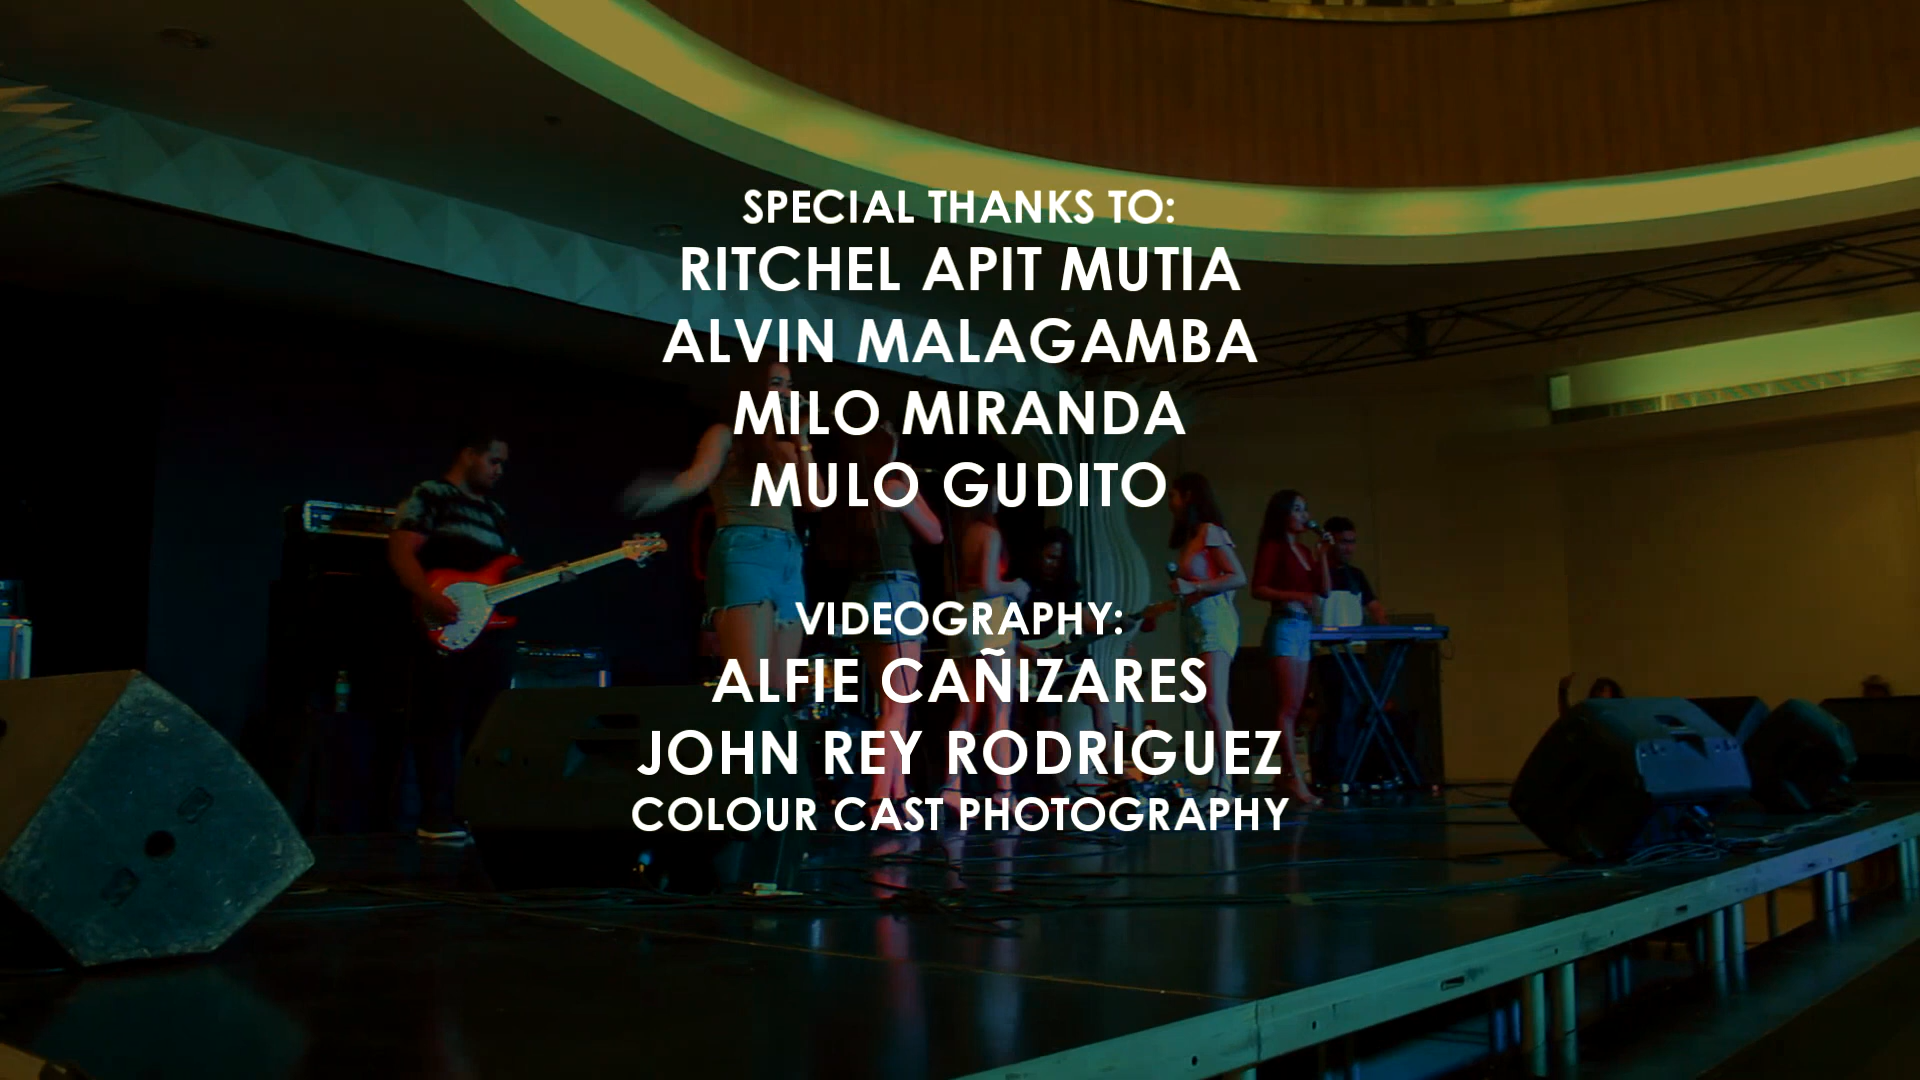 SPECIAL THANKS TO:
RITCHEL APIT MUTIA
ALVIN MALAGAMBA
MILO MIRANDA
MULO GUDITO
VIDEOGRAPHY:
ALFIE CAÑIZARES
JOHN REY RODRIGUEZ
COLOUR CAST PHOTOGRAPHY